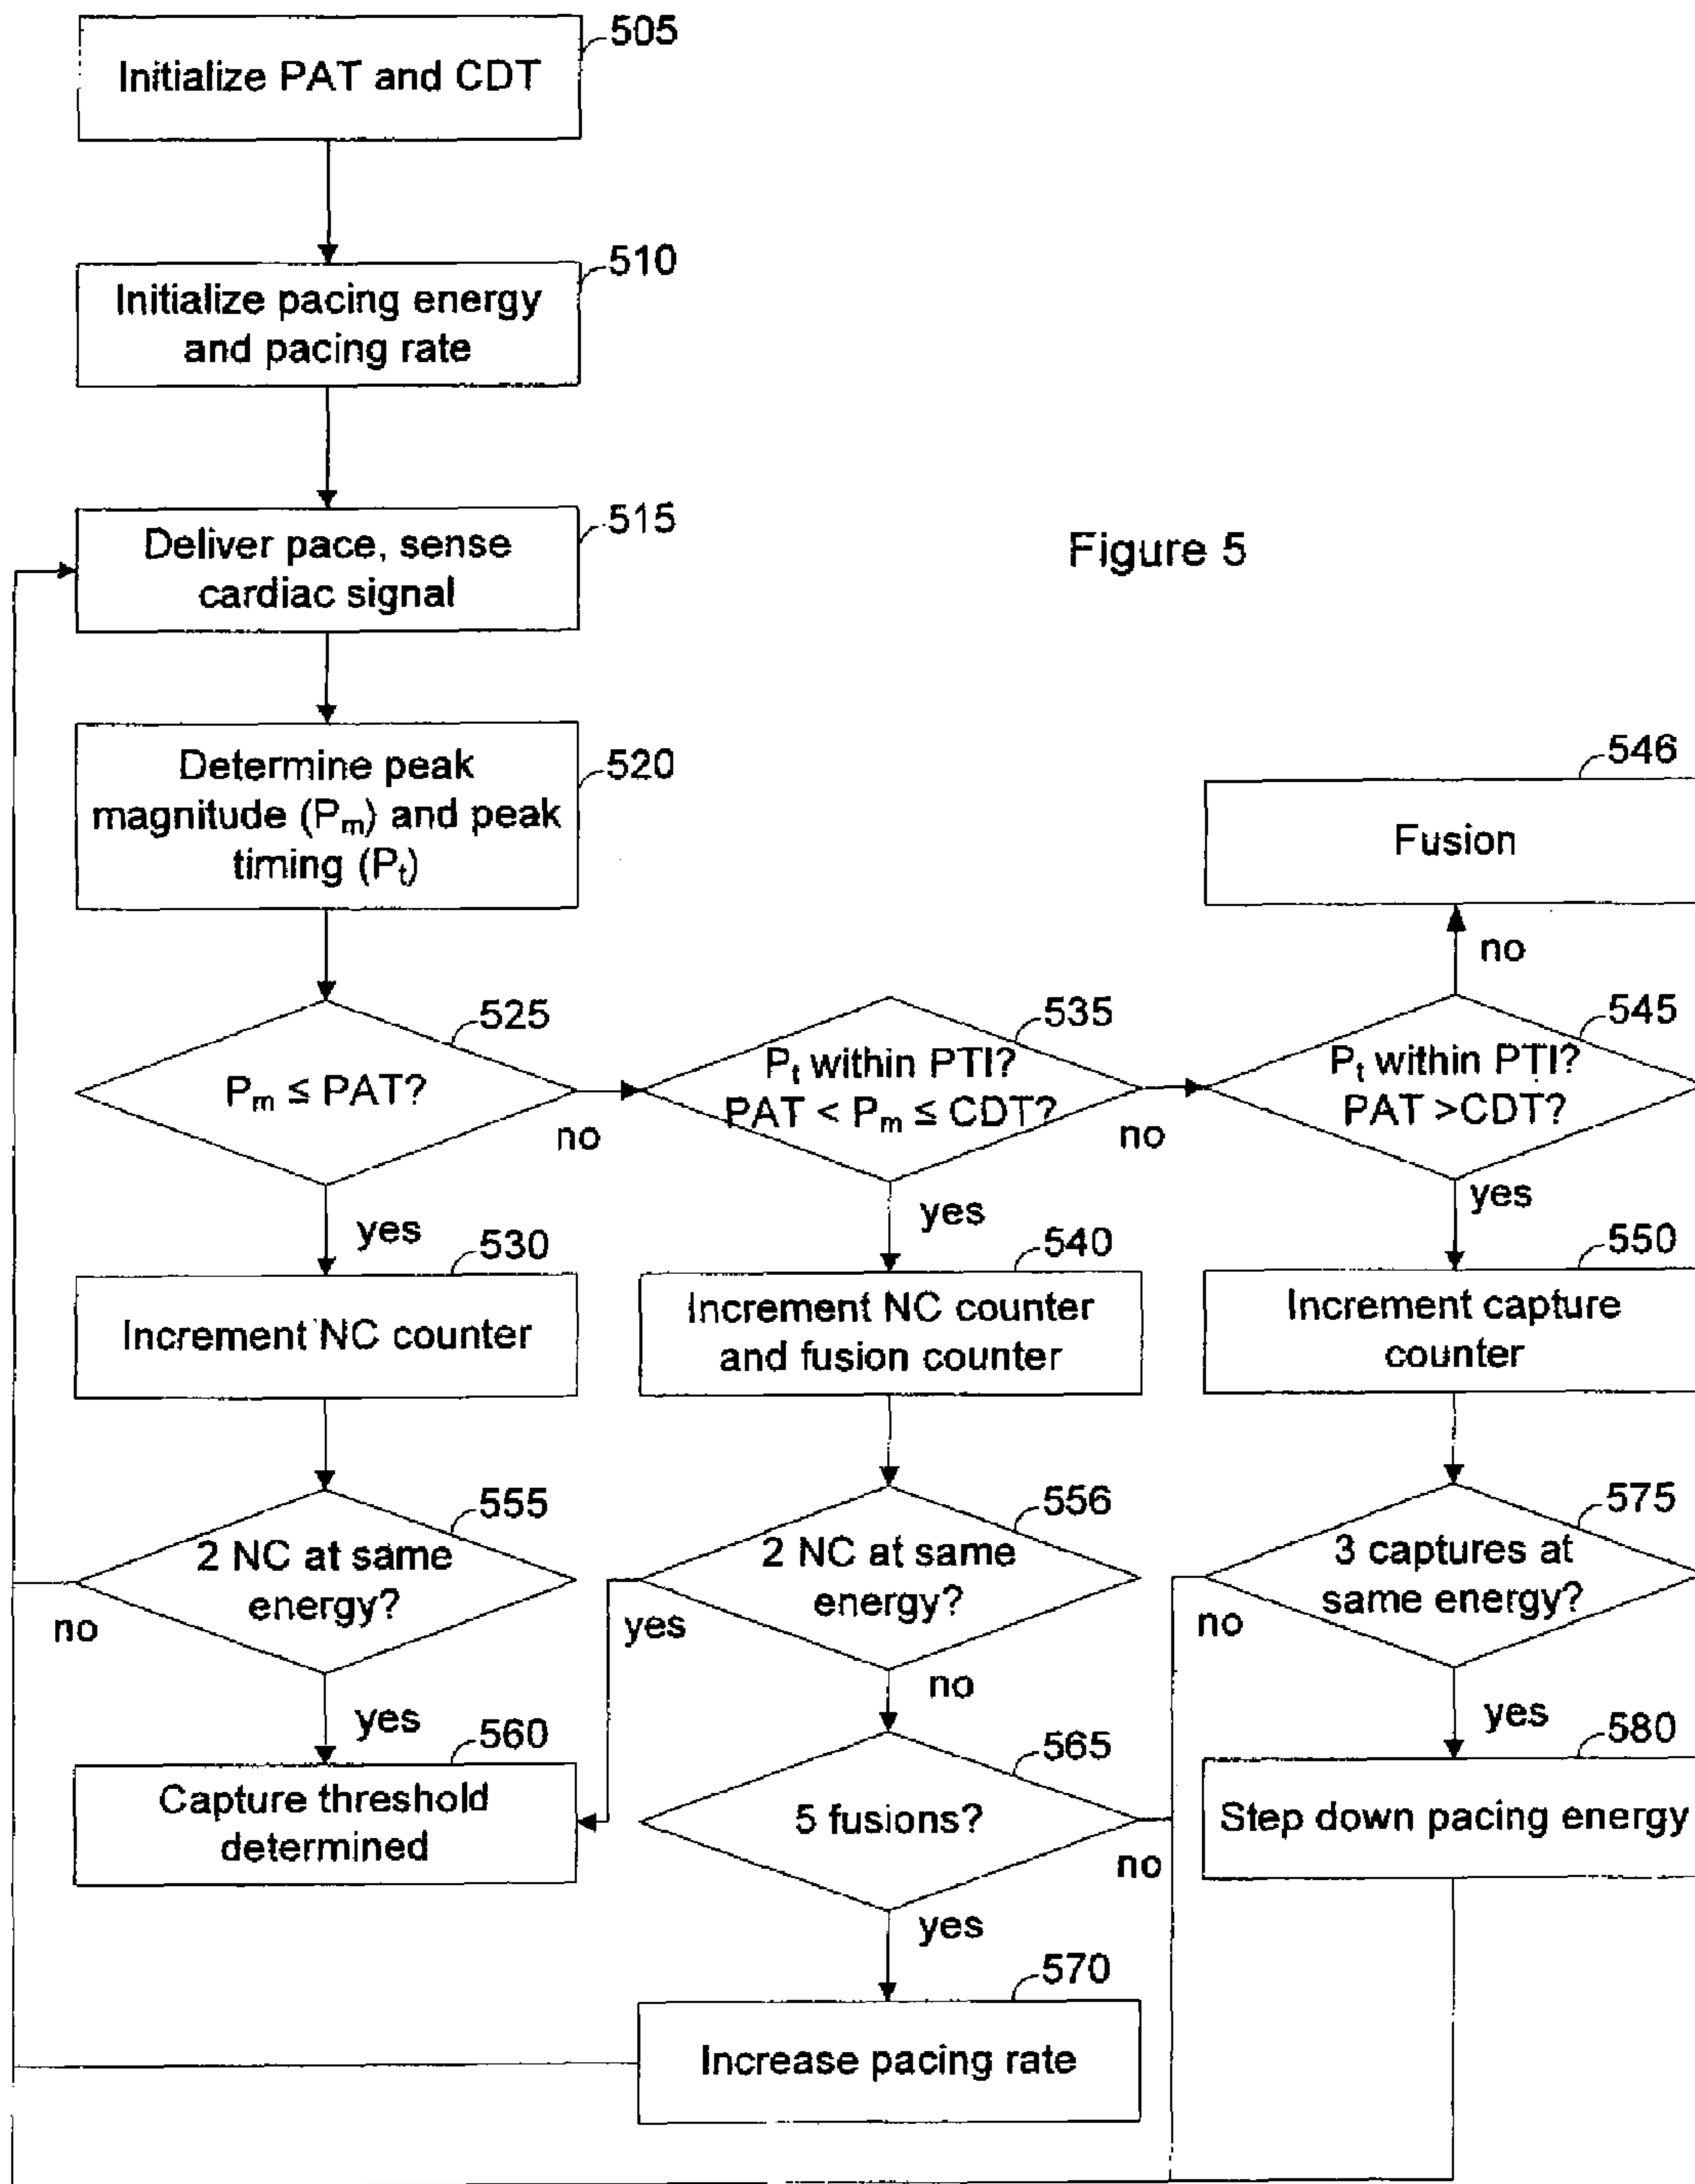 505
Initialize PAT and CDT
510
Initialize pacing energy
and pacing rate
515
Deliver pace, sense
cardiac signal
Figure 5
520
Determine peak
magnitude (Pm) and peak
timing (Pt)
546
Fusion
no
525
Pm ≤ PAT?
no
535
Pt within PTI?
PAT < Pm ≤ CDT?
no
545
Pt within PTI?
PAT >CDT?
yes
530
Increment NC counter
yes
540
Increment NC counter
and fusion counter
yes
550
Increment capture
counter
555
2 NC at same
energy?
no
556
2 NC at same
energy?
yes
575
3 captures at
same energy?
no
yes
560
Capture threshold
determined
no
565
5 fusions?
no
yes
580
Step down pacing energy
yes
570
Increase pacing rate